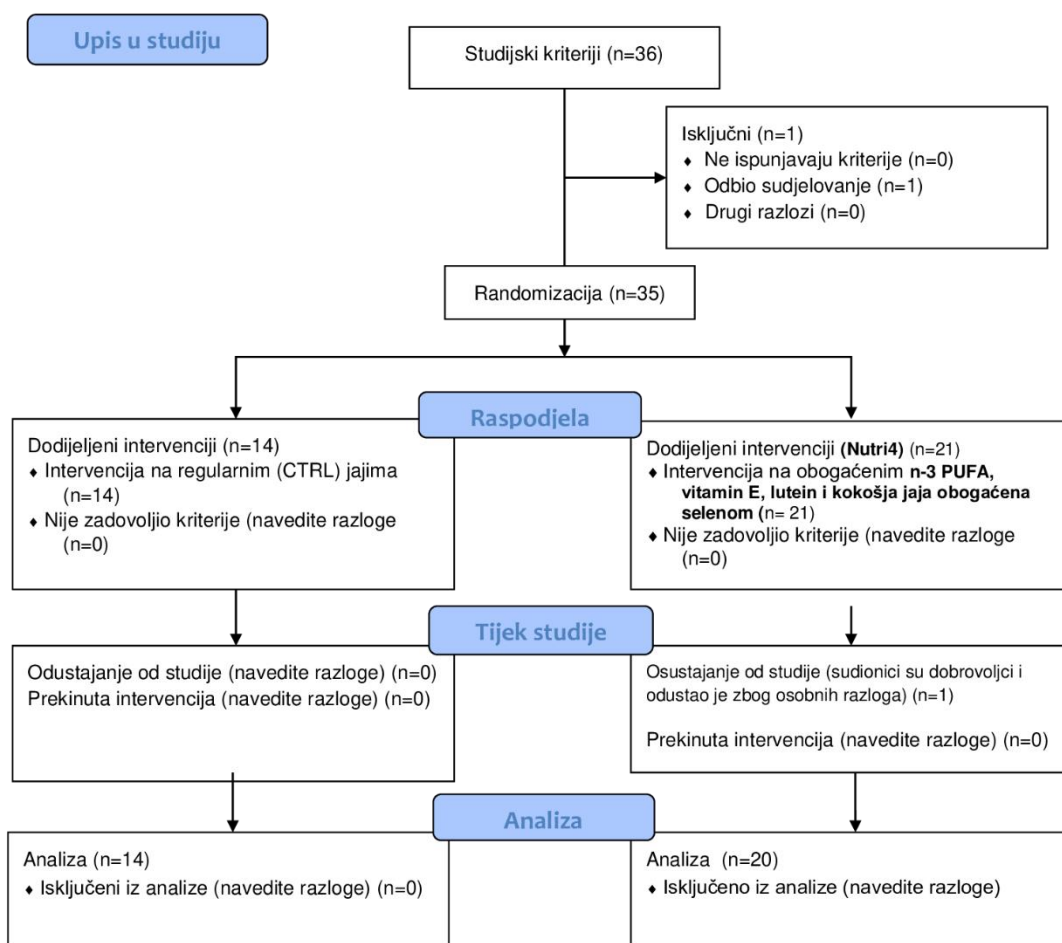 Upis u studiju
Studijski kriteriji (n=36)
Isključni (n=1)
♦ Ne ispunjavaju kriterije (n=0)
♦ Odbio sudjelovanje (n=1)
♦ Drugi razlozi (n=0)
Randomizacija (n=35)
Raspodjela
Dodijeljeni intervenciji (n=14)
♦ Intervencija na regularnim (CTRL) jajima
(n=14)
♦ Nije zadovoljio kriterije (navedite razloge
(n=0)
Dodijeljeni intervenciji (Nutri4) (n=21)
♦ Intervencija na obogaćenim n-3 PUFA,
vitamin E, lutein i kokošja jaja obogaćena
selenom (n= 21)
♦ Nije zadovoljio kriterije (navedite razloge
(n=0)
Tijek studije
Odustajanje od studije (navedite razloge) (n=0)
Prekinuta intervencija (navedite razloge) (n=0)
Osustajanje od studije (sudionici su dobrovoljci i
odustao je zbog osobnih razloga) (n=1)
Prekinuta intervencija (navedite razloge) (n=0)
Analiza
Analiza (n=14)
♦ Isključeni iz analize (navedite razloge) (n=0)
Analiza (n=20)
♦ Isključeno iz analize (navedite razloge)